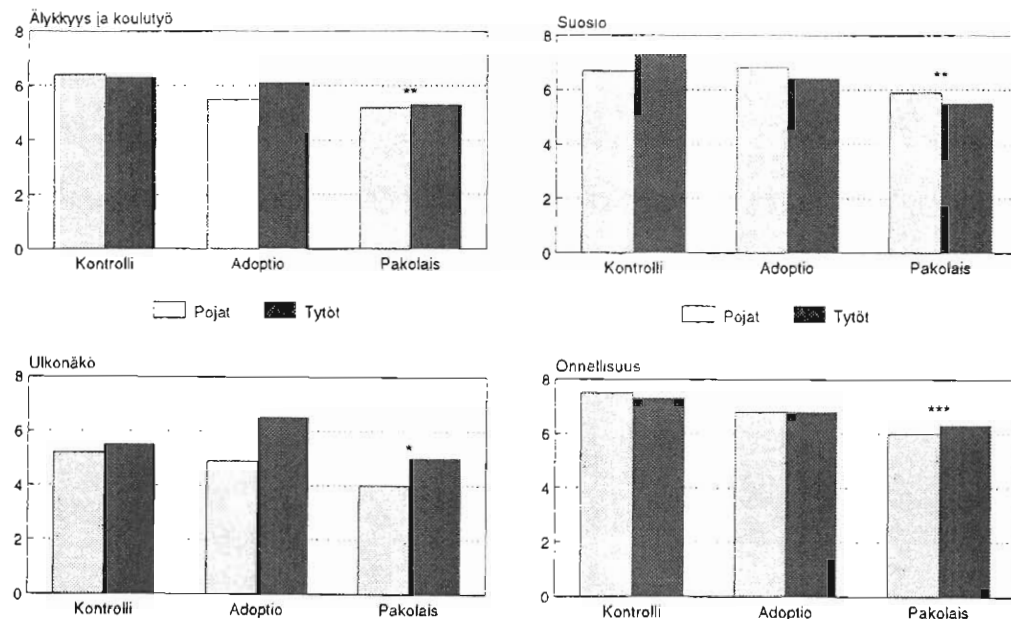 Älykkyys ja koulutyö
8
6
4
2
0
**
Kontrolli Adoptio Pakolais
Pojat Tytöt
Suosio
8
6
4
2
0
**
Kontrolli Adoptio Pakolais
Pojat Tytöt
Ulkonäkö
8
6
4
2
0
*
Kontrolli Adoptio Pakolais
Onnellisuus
8
6
4
2
0
***
Kontrolli Adoptio Pakolais